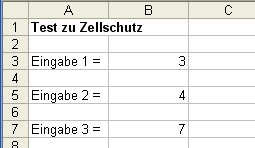 A B C
1 Test zu Zellschutz
2
3 Eingabe 1 = 3
4
5 Eingabe 2 = 4
6
7 Eingabe 3 = 7
8